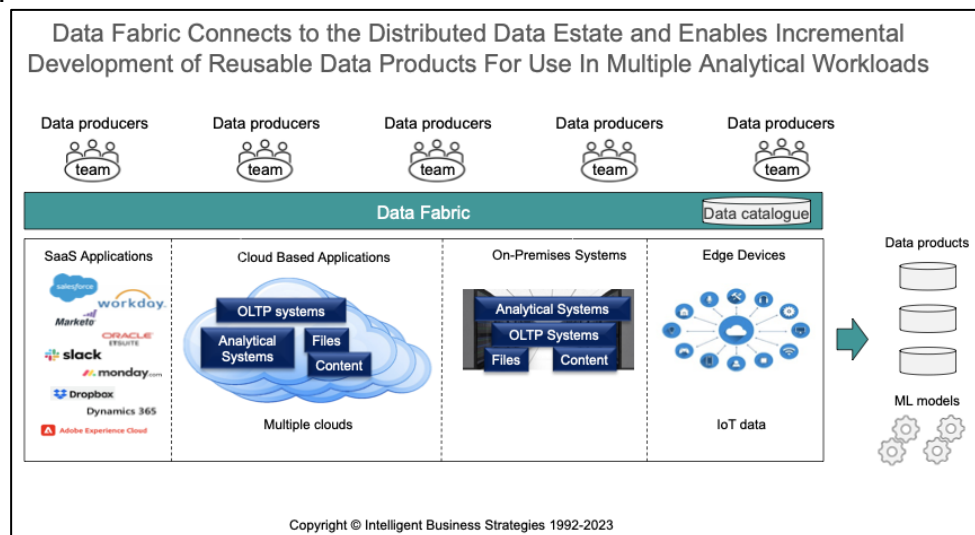 Data Fabric Connects to the Distributed Data Estate and Enables Incremental
Development of Reusable Data Products For Use In Multiple Analytical Workloads
Data producers
team
Data producers
team
Data producers
team
Data producers
team
Data producers
team
Data Fabric
Data catalogue
SaaS Applications
salesforce
workday.
Marketo
ORACLE
ETSUITE
slack
monday.com
Dropbox
Dynamics 365
Adobe Experience Cloud
Cloud Based Applications
OLTP systems
Analytical
Systems
Files
Content
Multiple clouds
On-Premises Systems
Analytical Systems
OLTP Systems
Files
Content
Edge Devices
IoT data
Data products
ML models
Copyright © Intelligent Business Strategies 1992-2023